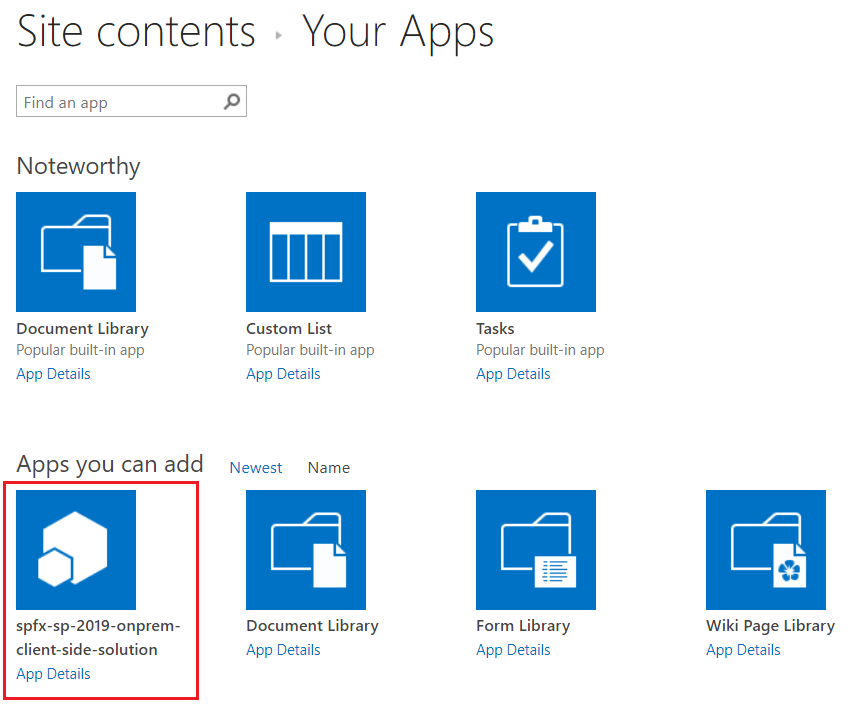 Site contents ▸ Your Apps
Find an app
Noteworthy
Document Library
Popular built-in app
App Details
Custom List
Popular built-in app
App Details
Tasks
Popular built-in app
App Details
Apps you can add Newest Name
spfx-sp-2019-onprem-
client-side-solution
App Details
Document Library
App Details
Form Library
App Details
Wiki Page Library
App Details